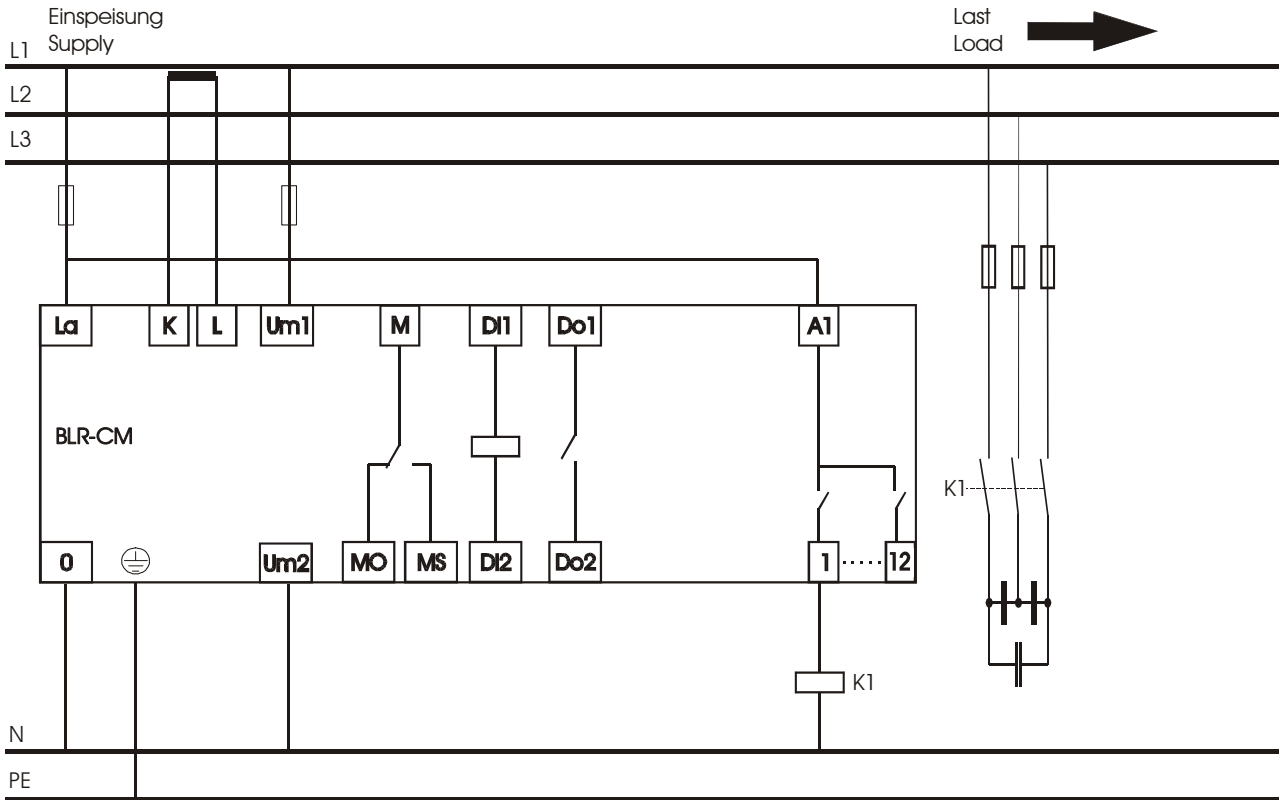 Einspeisung
Supply
Last
Load
L1
L2
L3
La
K
L
Um1
M
DI1
Do1
A1
BLR-CM
K1
0
Um2
MO
MS
DI2
Do2
1
.....
12
K1
N
PE